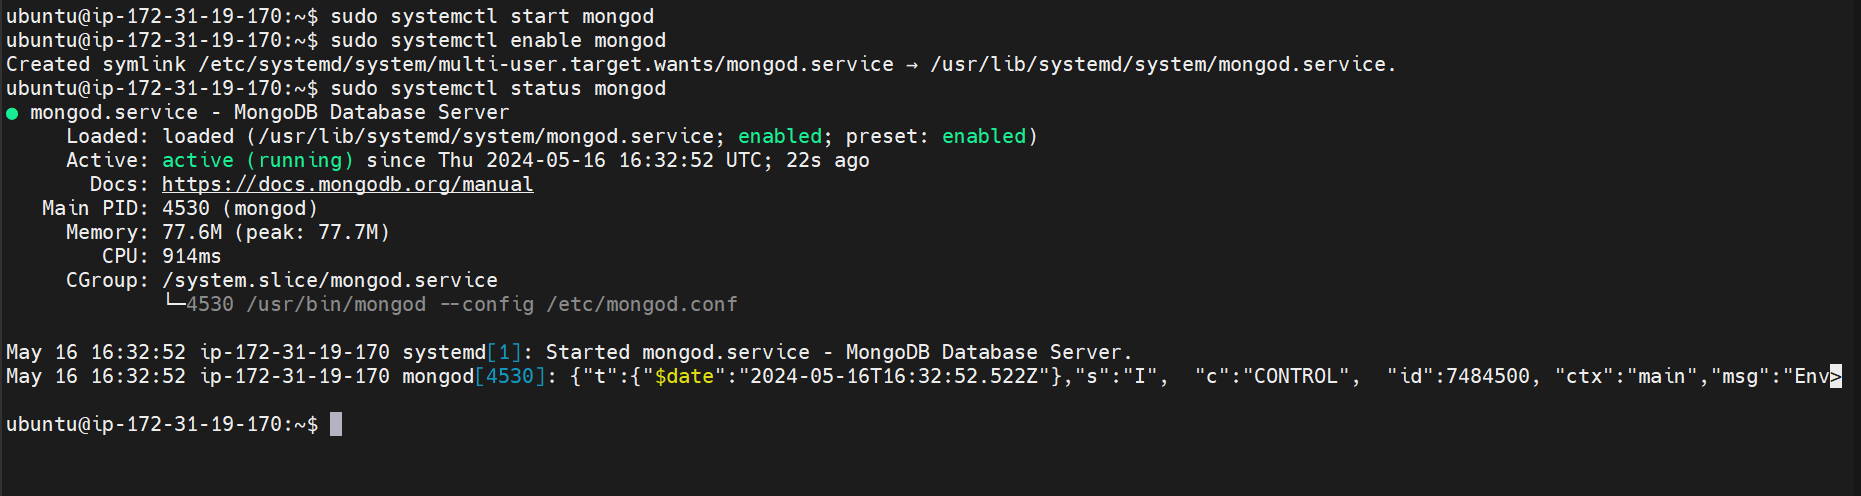 ubuntu@ip-172-31-19-170:~$ sudo systemctl start mongod
ubuntu@ip-172-31-19-170:~$ sudo systemctl enable mongod
Created symlink /etc/systemd/system/multi-user.target.wants/mongod.service → /usr/lib/systemd/system/mongod.service.
ubuntu@ip-172-31-19-170:~$ sudo systemctl status mongod
● mongod.service - MongoDB Database Server
     Loaded: loaded (/usr/lib/systemd/system/mongod.service; enabled; preset: enabled)
     Active: active (running) since Thu 2024-05-16 16:32:52 UTC; 22s ago
       Docs: https://docs.mongodb.org/manual
   Main PID: 4530 (mongod)
     Memory: 77.6M (peak: 77.7M)
        CPU: 914ms
     CGroup: /system.slice/mongod.service
             └─4530 /usr/bin/mongod --config /etc/mongod.conf
May 16 16:32:52 ip-172-31-19-170 systemd[1]: Started mongod.service - MongoDB Database Server.
May 16 16:32:52 ip-172-31-19-170 mongod[4530]: {"t":{"$date":"2024-05-16T16:32:52.522Z"},"s":"I",  "c":"CONTROL",  "id":7484500, "ctx":"main","msg":"Env>
ubuntu@ip-172-31-19-170:~$